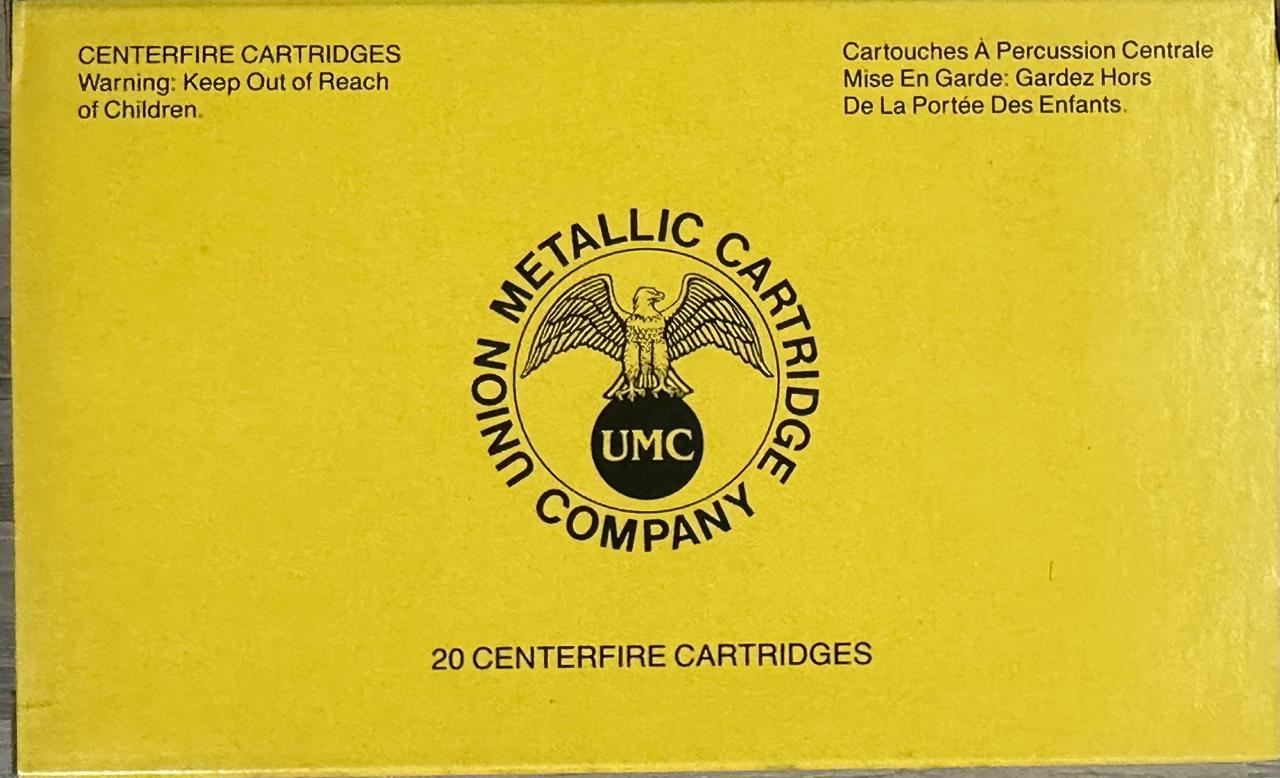 CENTERFIRE CARTRIDGES
Warning: Keep Out of Reach
of Children.
Cartouches À Percussion Centrale
Mise En Garde: Gardez Hors
De La Portée Des Enfants.
UNION METALLIC CARTRIDGE COMPANY
UMC
20 CENTERFIRE CARTRIDGES